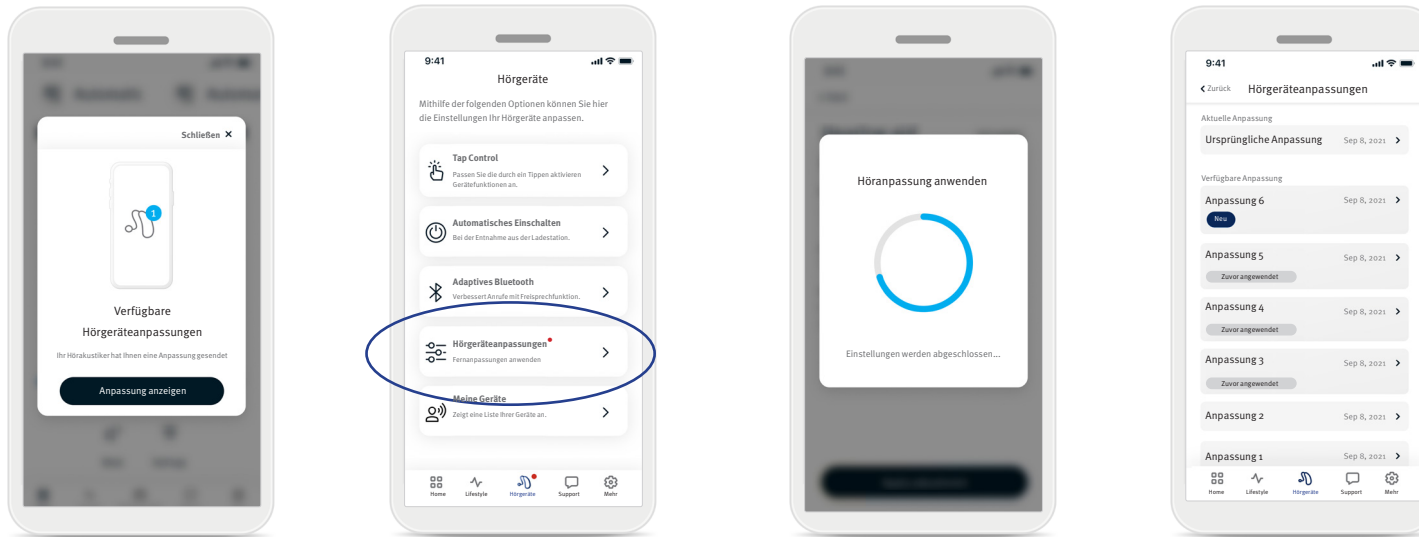 Schließen ✕
1
Verfügbare
Hörgeräteanpassungen
Ihr Hörakustiker hat Ihnen eine Anpassung gesendet
Anpassung anzeigen
9:41
Hörgeräte
Mithilfe der folgenden Optionen können Sie hier
die Einstellungen Ihr Hörgeräte anpassen.
Tap Control
Passen Sie die durch ein Tippen aktivieren
Gerätefunktionen an.
Automatisches Einschalten
Bei der Entnahme aus der Ladestation.
Adaptives Bluetooth
Verbessert Anrufe mit Freisprechfunktion.
Hörgeräteanpassungen
Fernanpassungen anwenden
Meine Geräte
Zeigt eine Liste Ihrer Geräte an.
Home Lifestyle Hörgeräte Support Mehr
Höranpassung anwenden
Einstellungen werden abgeschlossen...
9:41
Zurück Hörgeräteanpassungen
Aktuelle Anpassung
Ursprüngliche Anpassung Sep 8, 2021
Verfügbare Anpassung
Anpassung 6 Sep 8, 2021
Neu
Anpassung 5 Sep 8, 2021
Zuvor angewendet
Anpassung 4 Sep 8, 2021
Zuvor angewendet
Anpassung 3 Sep 8, 2021
Zuvor angewendet
Anpassung 2 Sep 8, 2021
Anpassung 1 Sep 8, 2021
Home Lifestyle Hörgeräte Support Mehr